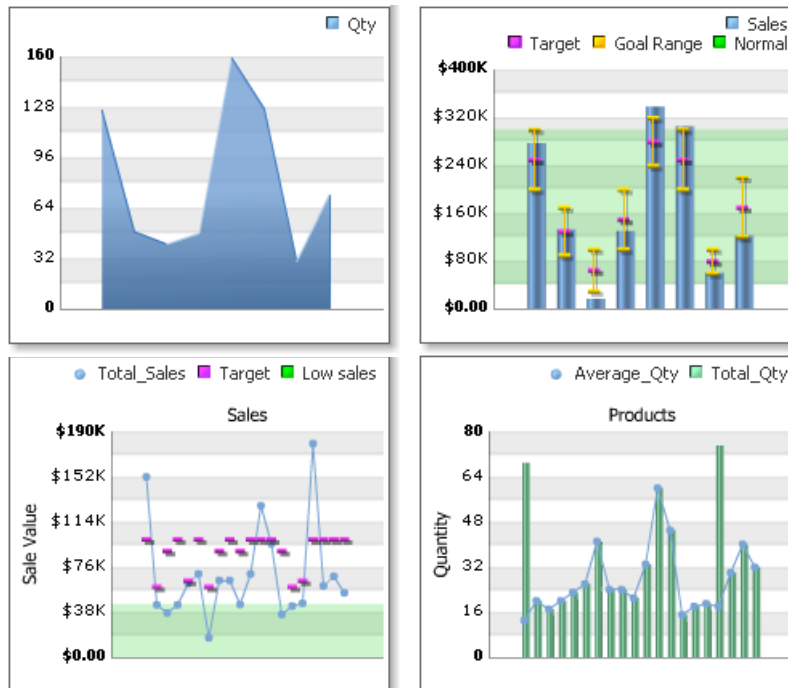 Qty
160
128
96
64
32
0
Sales
Target Goal Range Normal
$400K
$320K
$240K
$160K
$80K
$0.00
Total_Sales Target Low sales
Sales
$190K
$152K
$114K
$76K
$38K
$0.00
Sale Value
Average_Qty Total_Qty
Products
80
64
48
32
16
0
Quantity